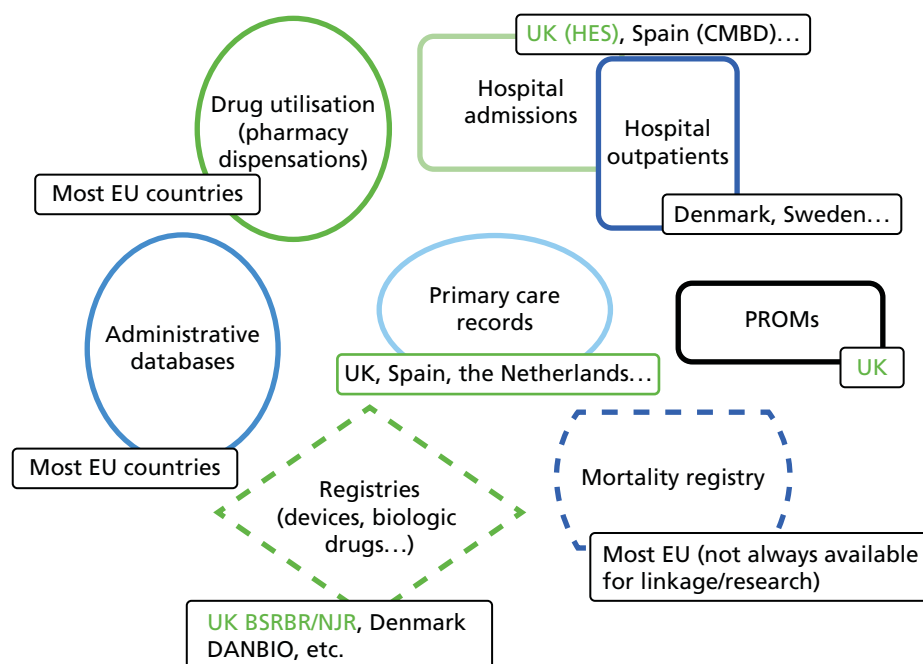 UK (HES), Spain (CMBD)…
Drug utilisation
(pharmacy
dispensations)
Most EU countries
Hospital
admissions
Hospital
outpatients
Denmark, Sweden…
Administrative
databases
Most EU countries
Primary care
records
UK, Spain, the Netherlands…
PROMs
UK
Registries
(devices, biologic
drugs…)
UK BSRBR/NJR, Denmark
DANBIO, etc.
Mortality registry
Most EU (not always available
for linkage/research)